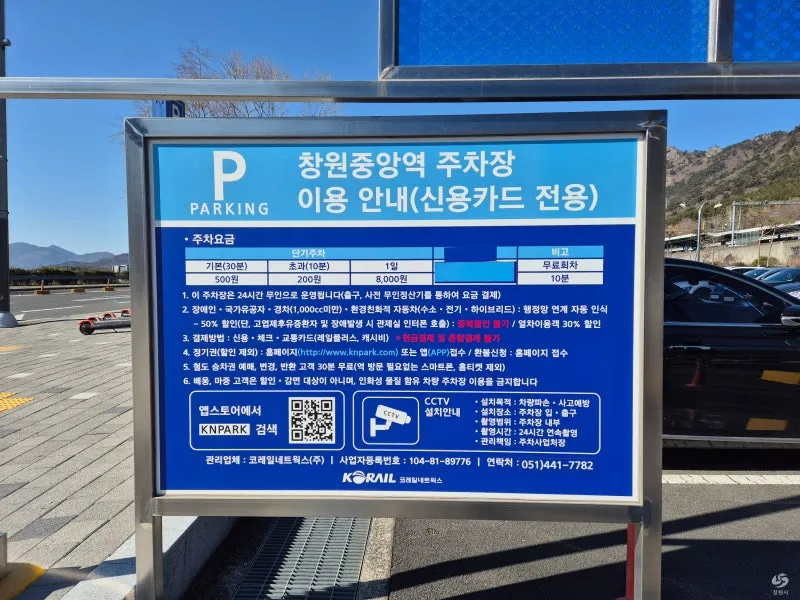 P
PARKING
창원중앙역 주차장
이용 안내(신용카드 전용)
· 주차요금
단기주차 비고
기본(30분) 초과(10분) 1일 무료회차
500원 200원 8,000원 10분
1. 이 주차장은 24시간 무인으로 운영됩니다(출구, 사전 무인정산기를 통하여 요금 결제)
2. 장애인・국가유공자・경차(1,000cc미만)・환경친화적 자동차(수소・전기・하이브리드) : 행정망 연계 자동 인식
- 50% 할인(단, 고엽제후유증환자 및 장애발생 시 관제실 인터폰 호출) : 중복할인 불가 / 열차이용객 30% 할인
3. 결제방법 : 신용・체크・교통카드(레일플러스, 캐시비) ※ 현금결제 및 혼합결제 불가
4. 정기권(할인 제외) : 홈페이지(http://www.knpark.com) 또는 앱(APP)접수 / 환불신청 : 홈페이지 접수
5. 철도 승차권 예매, 변경, 반환 고객 30분 무료(역 방문 필요없는 스마트폰, 홈티켓 제외)
6. 배웅, 마중 고객은 할인・감면 대상이 아니며, 인화성 물질 함유 차량 주차장 이용을 금지합니다
앱스토어에서
KNPARK 검색
CCTV
CCTV
설치안내
・설치목적 : 차량파손・사고예방
・설치장소 : 주차장 입・출구
・촬영범위 : 주차장 내부
・촬영시간 : 24시간 연속촬영
・관리책임 : 주차사업처장
관리업체 : 코레일네트웍스(주) | 사업자등록번호 : 104-81-89776 | 연락처 : 051)441-7782
KORAIL 코레일네트웍스
창원시